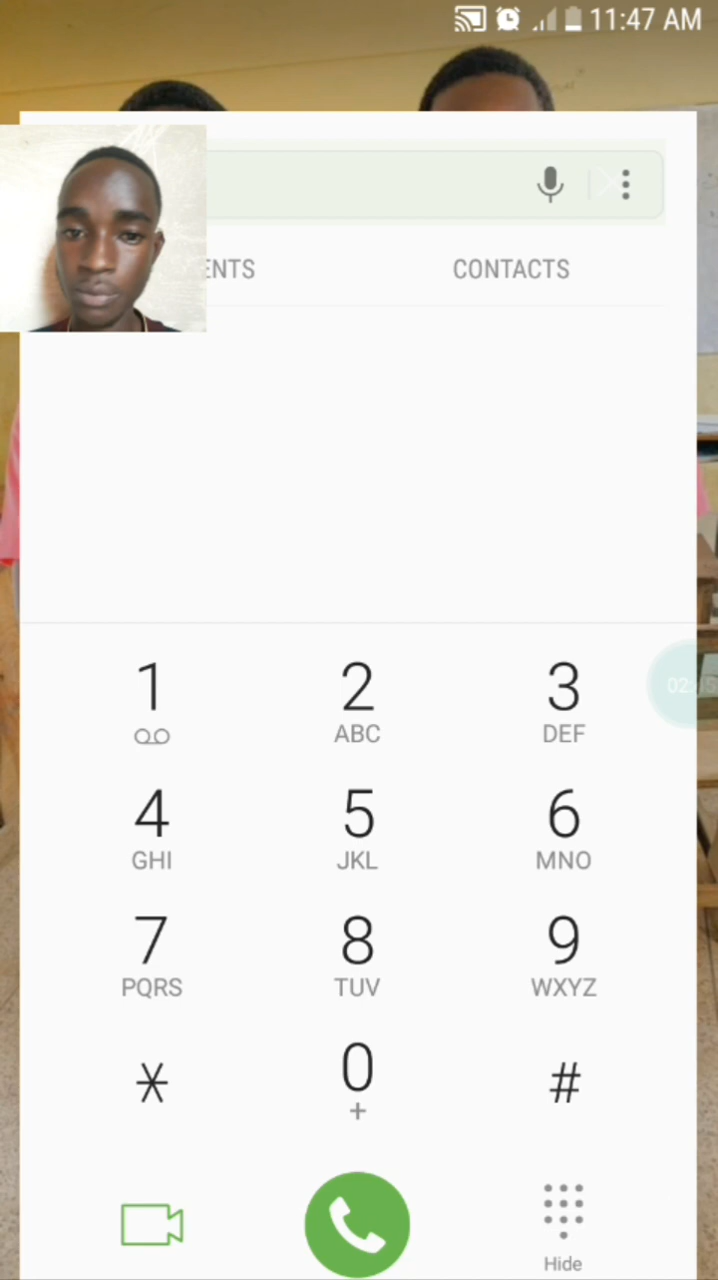 11:47 AM
ENTS CONTACTS
1 2 3
ABC DEF
4 5 6
GHI JKL MNO
7 8 9
PQRS TUV WXYZ
* 0 #
+
Hide